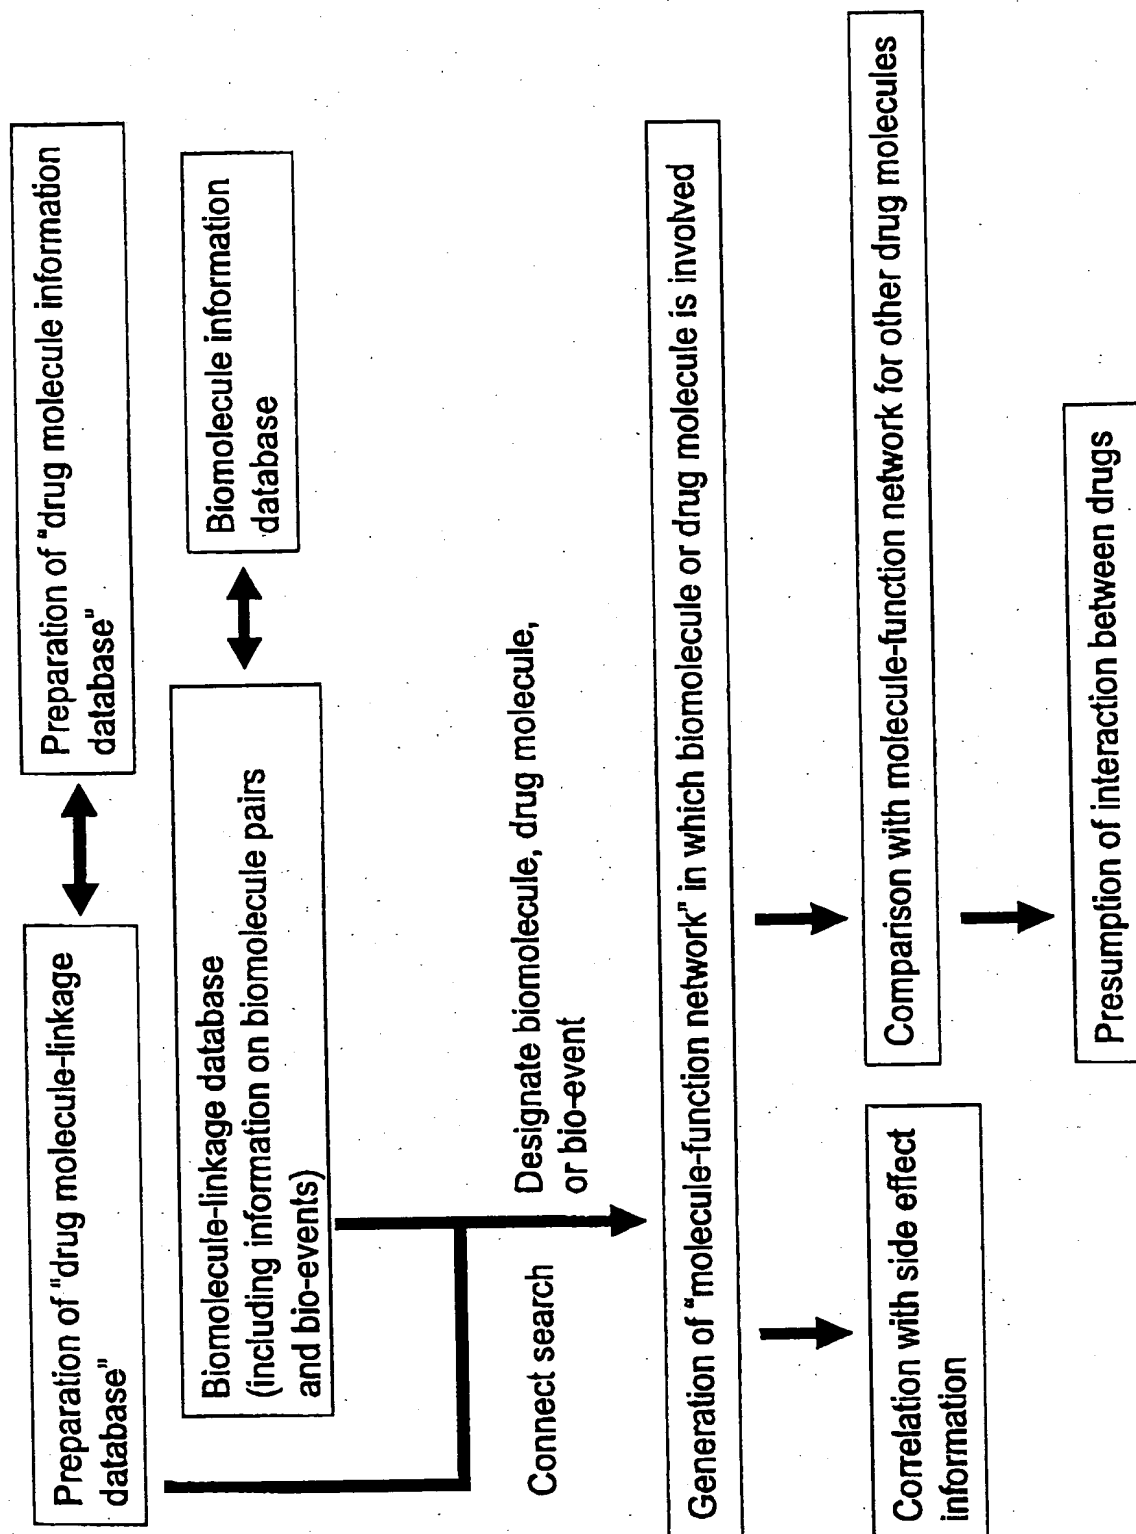 Preparation of "drug molecule-linkage
database"
Preparation of "drug molecule information
database"
Biomolecule-linkage database
(including information on biomolecule pairs
and bio-events)
Biomolecule information
database
Connect search
Designate biomolecule, drug molecule,
or bio-event
Generation of "molecule-function network" in which biomolecule or drug molecule is involved
Correlation with side effect
information
Comparison with molecule-function network for other drug molecules
Presumption of interaction between drugs